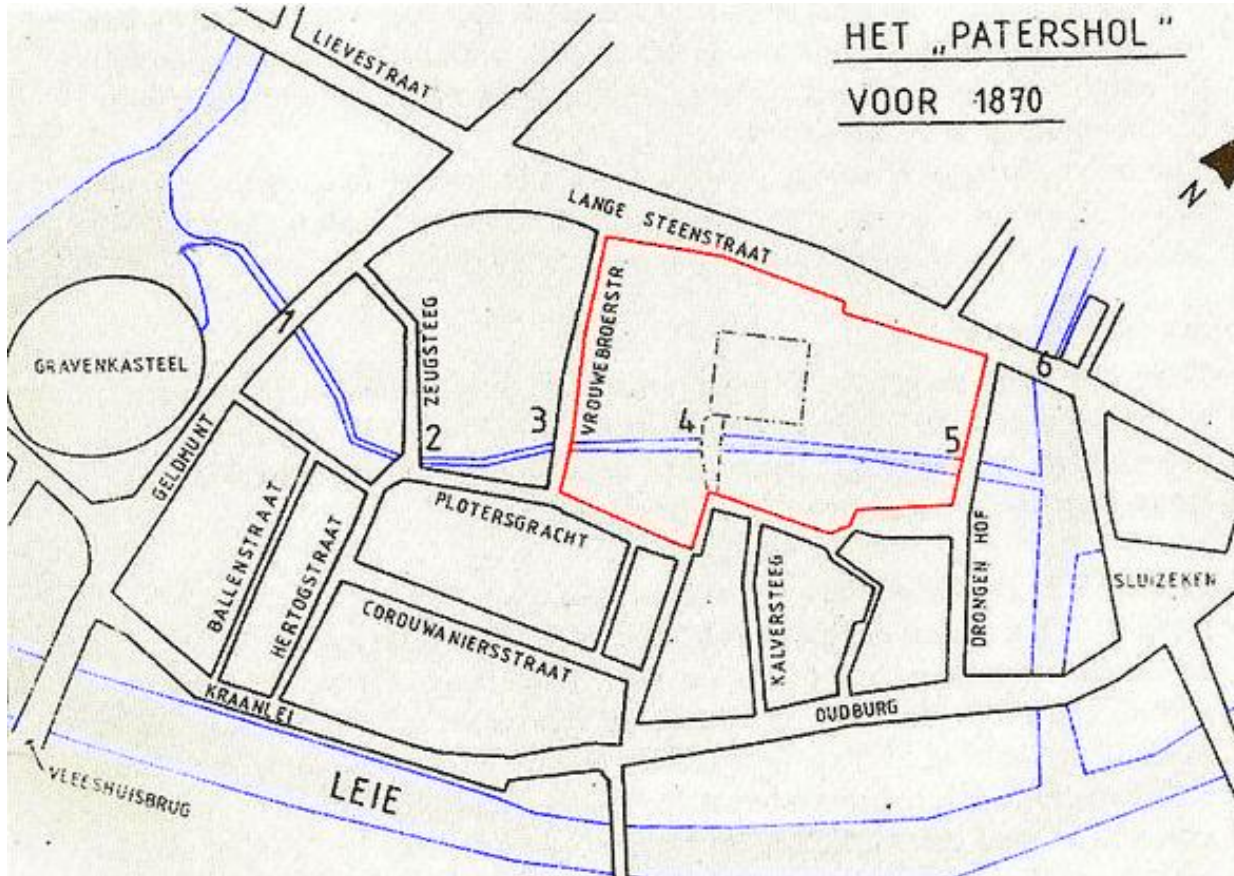 HET „PATERSHOL"
VOOR 1870
N
LIEVESTRAAT
LANGE STEENSTRAAT
GRAVENKASTEEL
GELDMUNT
ZEUGSTEEG
VROUWEBROERSTR.
1
2
3
4
5
6
BALLENSTRAAT
HERTOGSTRAAT
PLOTERSGRACHT
CORDUWANIERSSTRAAT
KALVERSTEEG
DRONGEN HOF
SLUIZEKEN
OUDBURG
KRAANLEI
LEIE
VLEESHUISBRUG